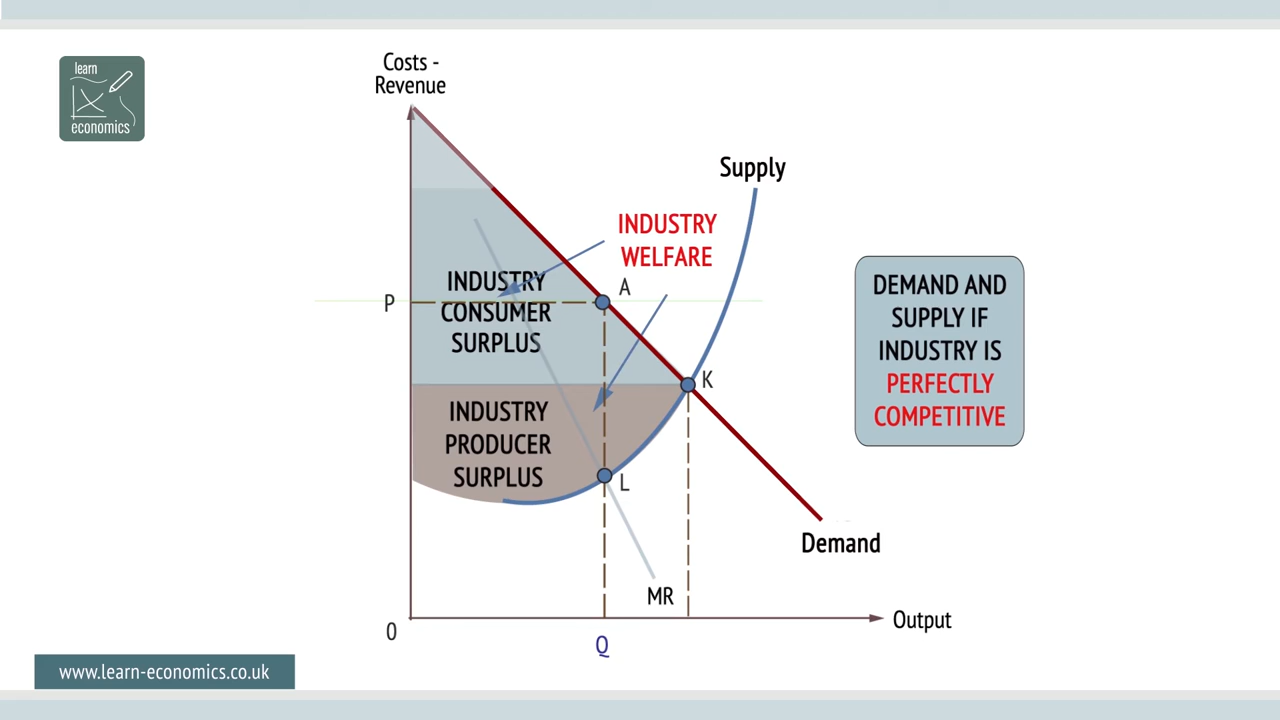 learn
economics
Costs -
Revenue
Supply
INDUSTRY
WELFARE
A
P
INDUSTRY
CONSUMER
SURPLUS
K
INDUSTRY
PRODUCER
SURPLUS
L
MR
Demand
0
Q
Output
DEMAND AND
SUPPLY IF
INDUSTRY IS
PERFECTLY
COMPETITIVE
www.learn-economics.co.uk